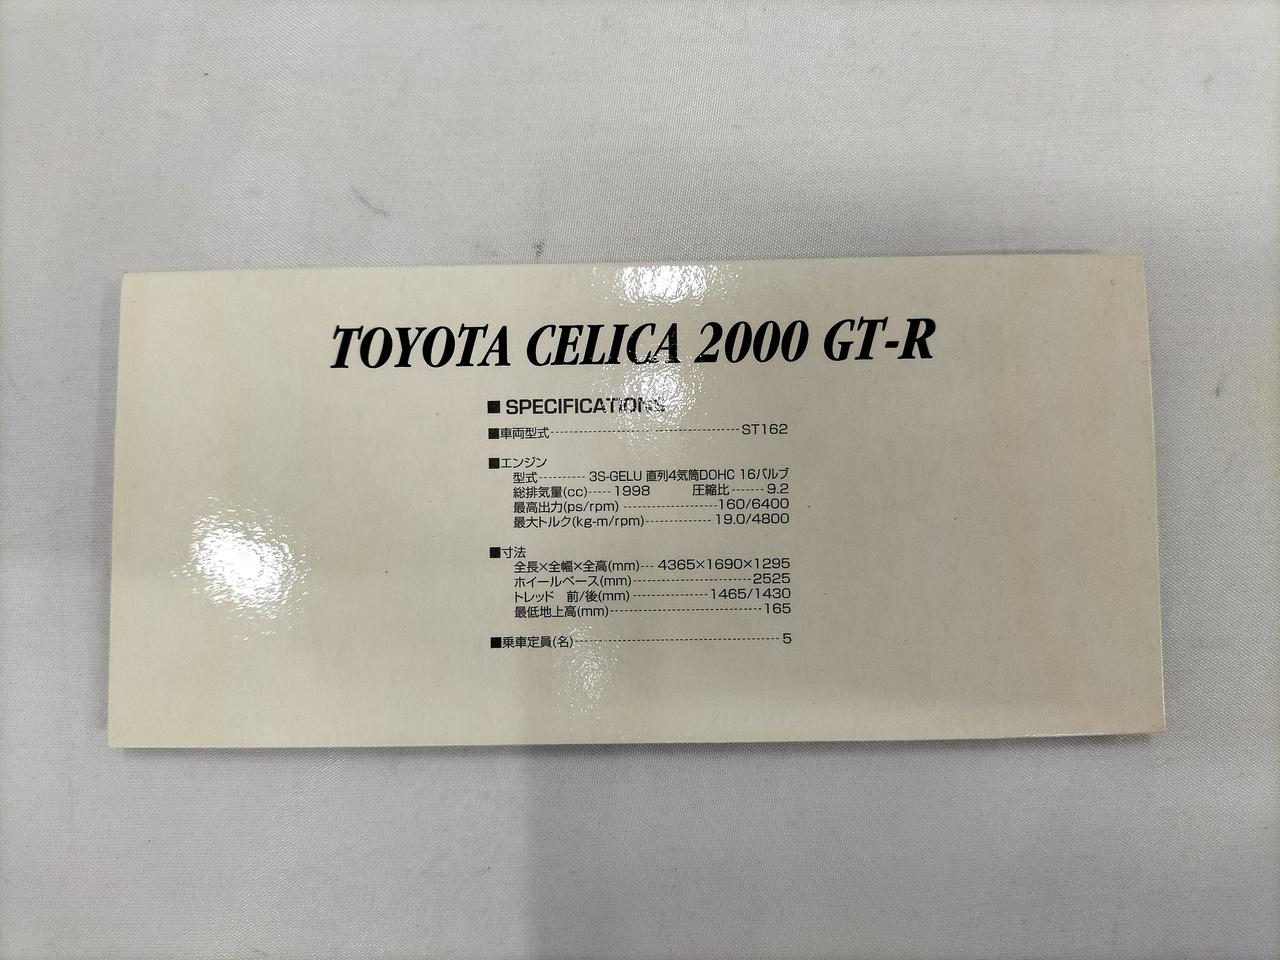 TOYOTA CELICA 2000 GT-R
■ SPECIFICATIONS
■車両型式--------------------ST162
■エンジン
型式---------- 3S-GELU 直列4気筒DOHC 16バルブ
総排気量(cc)----- 1998 圧縮比-------9.2
最高出力(ps/rpm) --------------------160/6400
最大トルク(kg-m/rpm)-------------- 19.0/4800
■寸法
全長×全幅×全高(mm)--- 4365×1690×1295
ホイールベース(mm)-------------------------2525
トレッド 前/後(mm)----------------1465/1430
最低地上高(mm)--------------------------------165
■乗車定員(名)------------------------------------------- 5